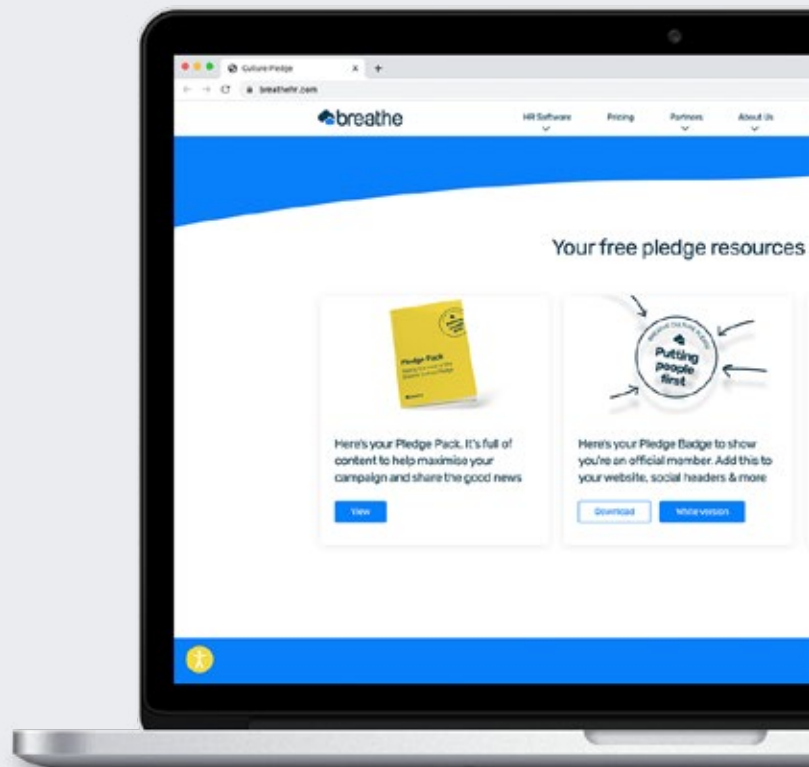 Culture Pledge
breathehr.com
breathe
HR Software Pricing Partners About Us
Your free pledge resources
Pledge Pack
Putting
people
first
Here's your Pledge Pack. It's full of
content to help maximise your
campaign and share the good news
View
Here's your Pledge Badge to show
you're an official member. Add this to
your website, social headers & more
Download White version